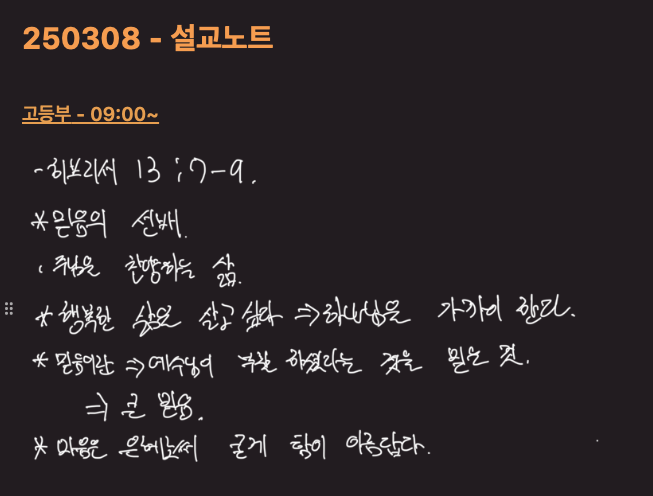 250308 - 설교노트
고등부 - 09:00~
- 히브리서 13 ; 7-9.
* 믿음의 선배.
· 주님을 찬양하는 삶.
* 행복한 삶을 살고 싶다 ⇒ 하나님을 가까이 한다.
* 믿음이란 ⇒ 예수님이 부활 하셨다는 것을 믿는 것.
⇒ 큰 믿음.
* 마음은 은혜로써 굳게 함이 아름답다.